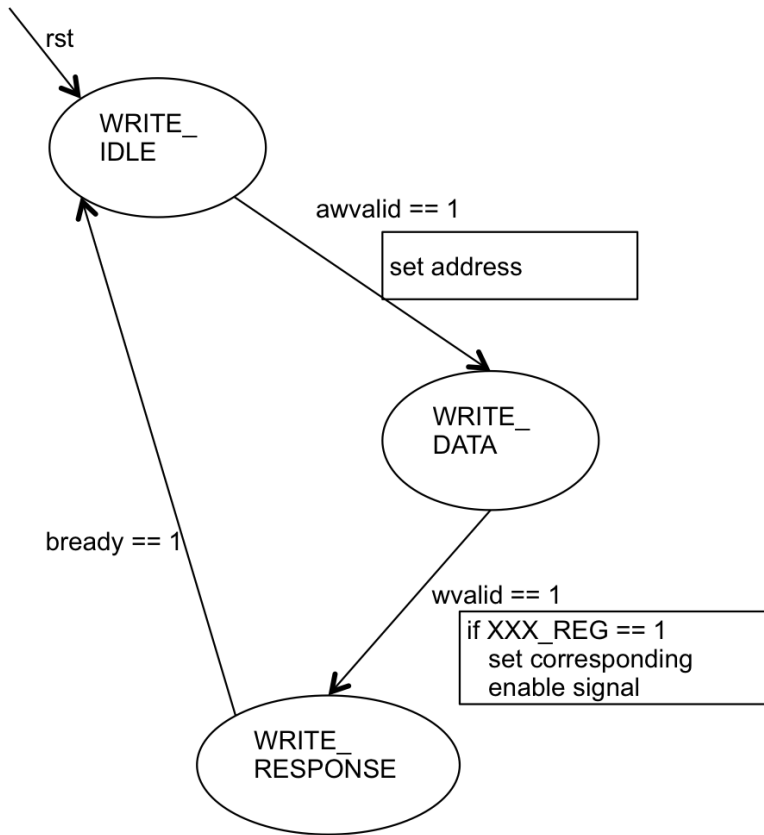 rst
WRITE_
IDLE
awvalid == 1
set address
WRITE_
DATA
bready == 1
wvalid == 1
if XXX_REG == 1
set corresponding
enable signal
WRITE_
RESPONSE